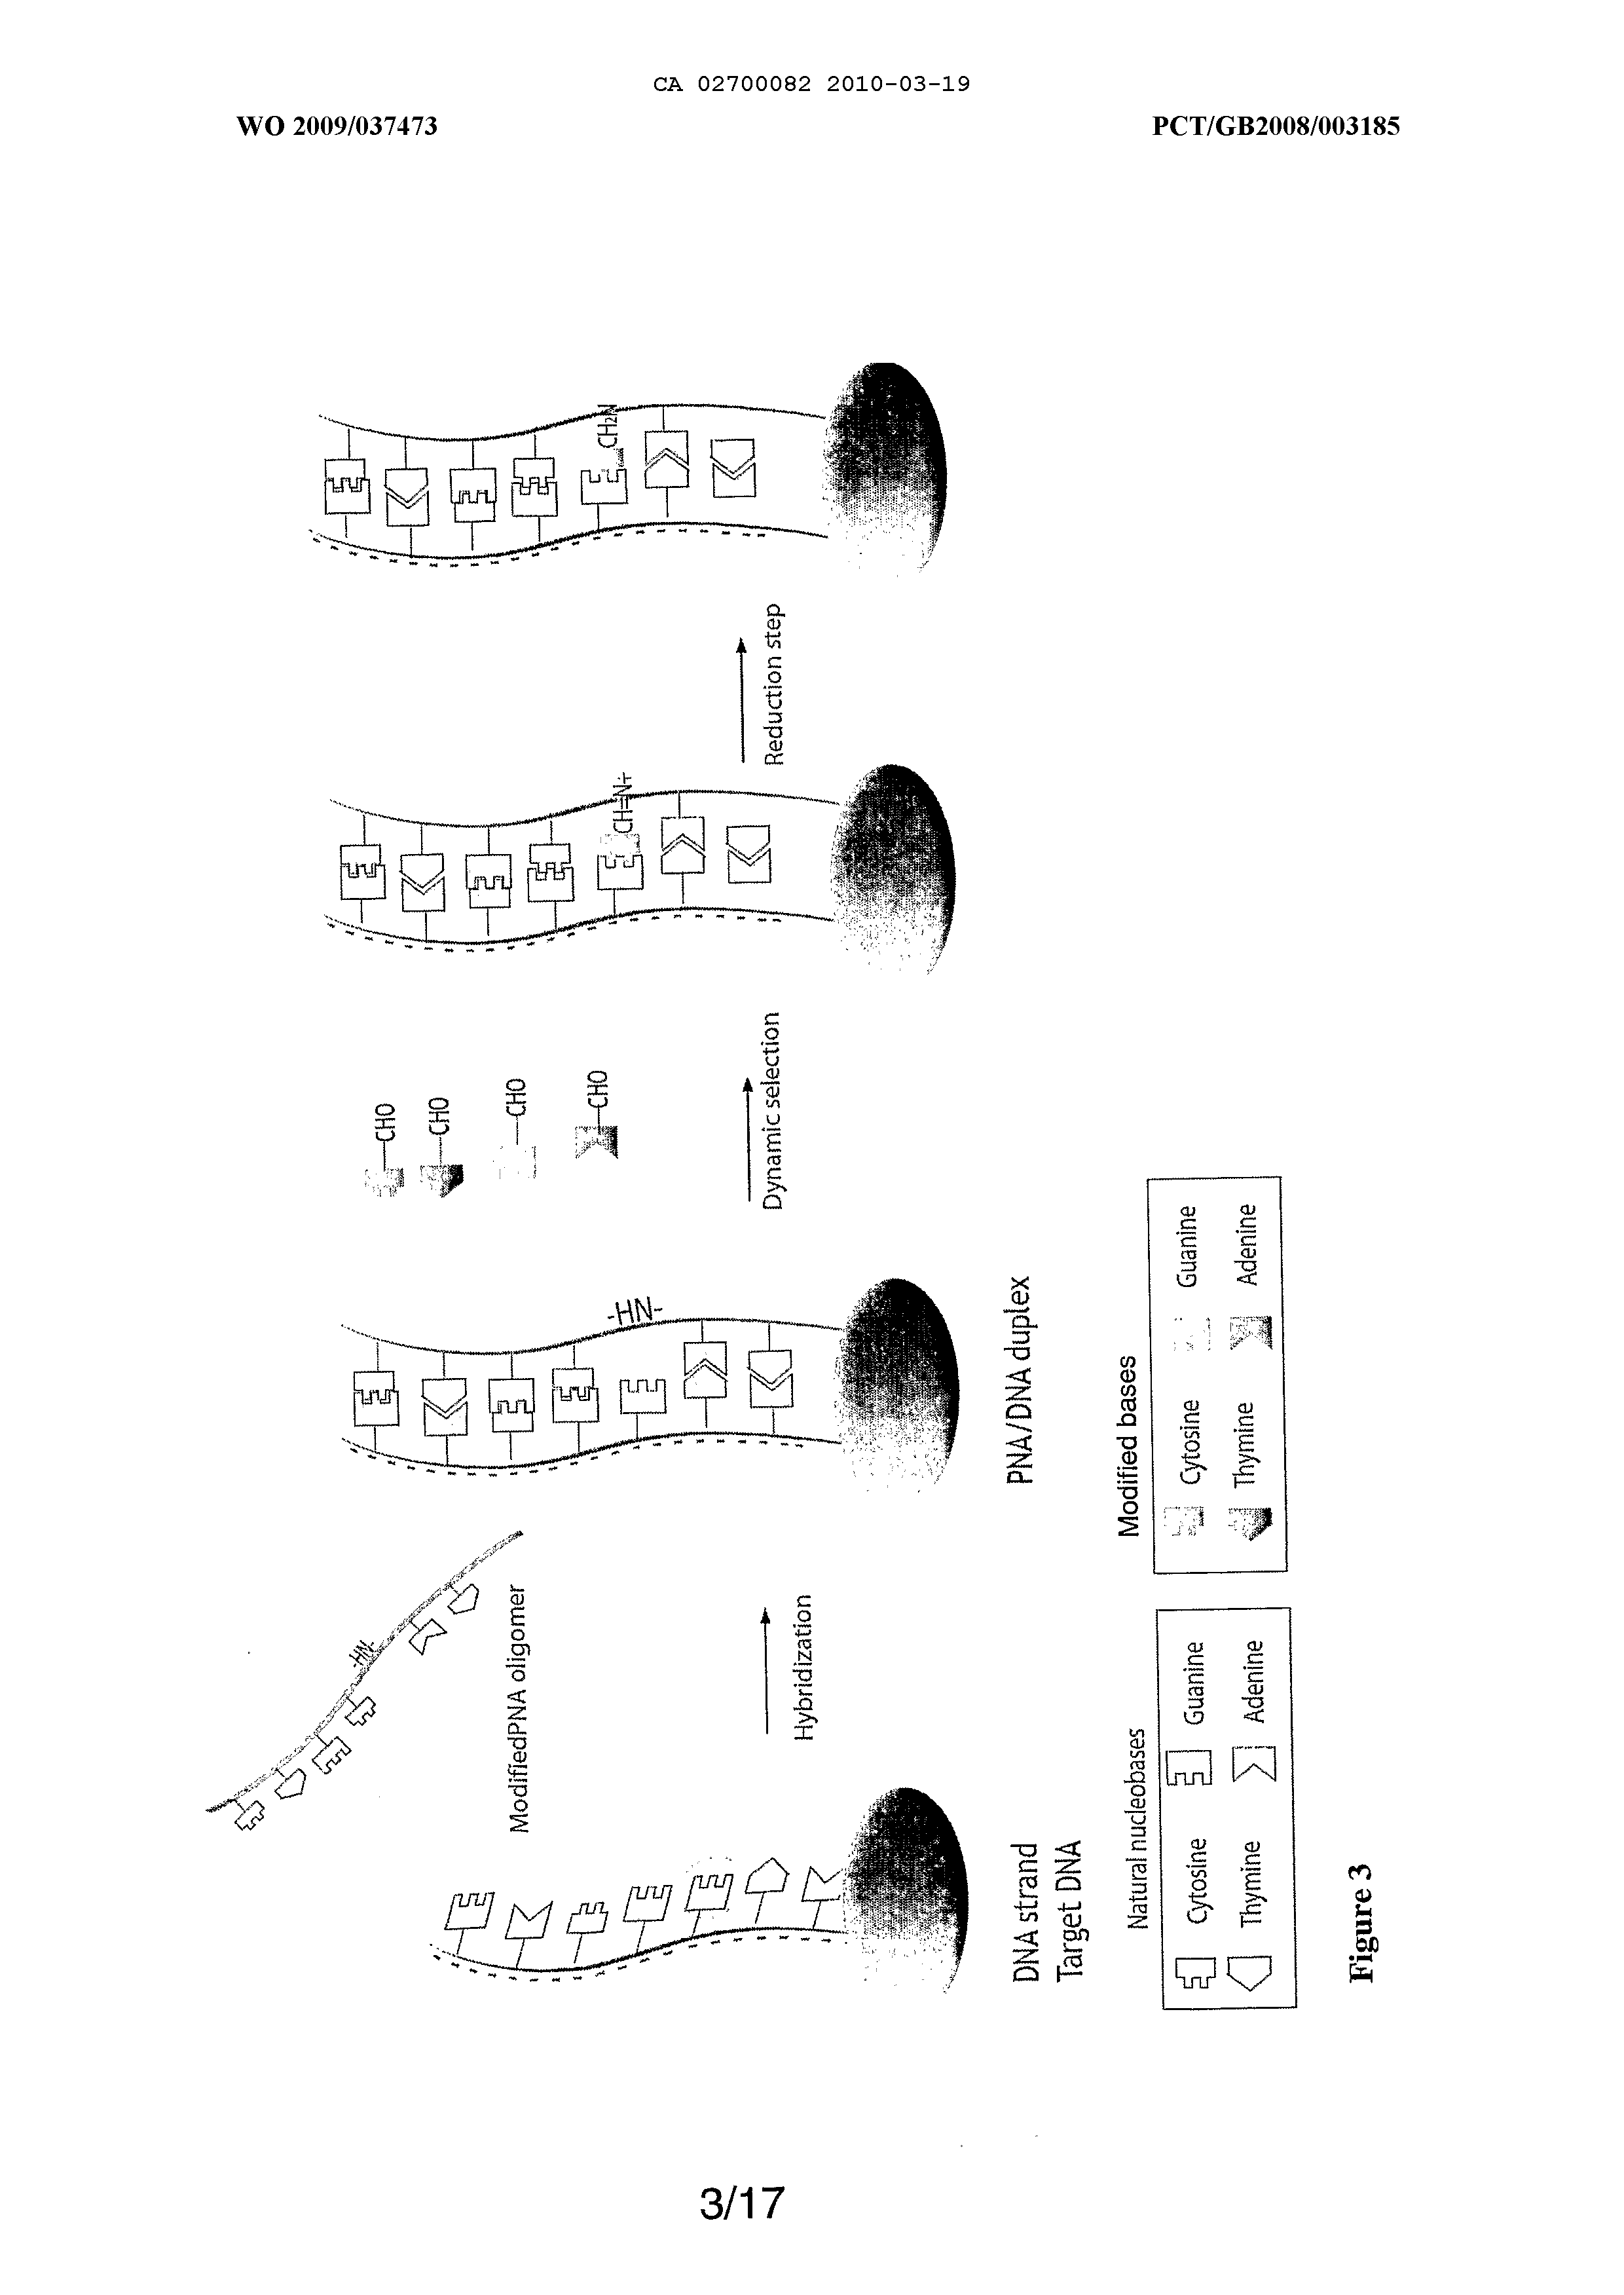 CA 02700082 2010-03-19
WO 2009/037473
PCT/GB2008/003185
-HN-
ModifiedPNA oligomer
DNA strand
Target DNA
Hybridization
-HN-
PNA/DNA duplex
CHO
CHO
CHO
CHO
Dynamic selection
CH=N+
Reduction step
CH2N
Natural nucleobases
Cytosine
Guanine
Thymine
Adenine
Modified bases
Cytosine
Guanine
Thymine
Adenine
Figure 3
3/17